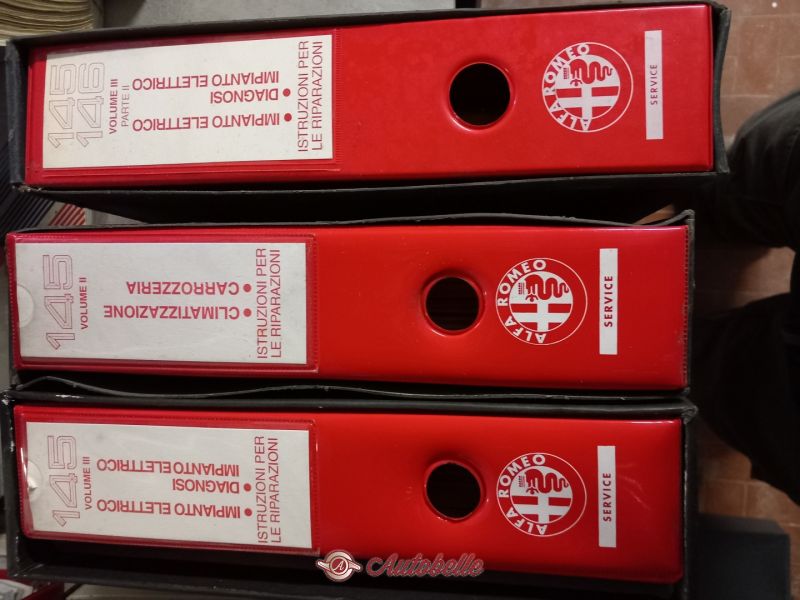 145
146
VOLUME III
PARTE II
• IMPIANTO ELETTRICO
• DIAGNOSI
IMPIANTO ELETTRICO
ISTRUZIONI PER
LE RIPARAZIONI
ALFA ROMEO
SERVICE
145
VOLUME II
• CLIMATIZZAZIONE
• CARROZZERIA
ISTRUZIONI PER
LE RIPARAZIONI
ALFA ROMEO
SERVICE
145
VOLUME III
• IMPIANTO ELETTRICO
• DIAGNOSI
IMPIANTO ELETTRICO
ISTRUZIONI PER
LE RIPARAZIONI
ALFA ROMEO
SERVICE
A
Autobelle